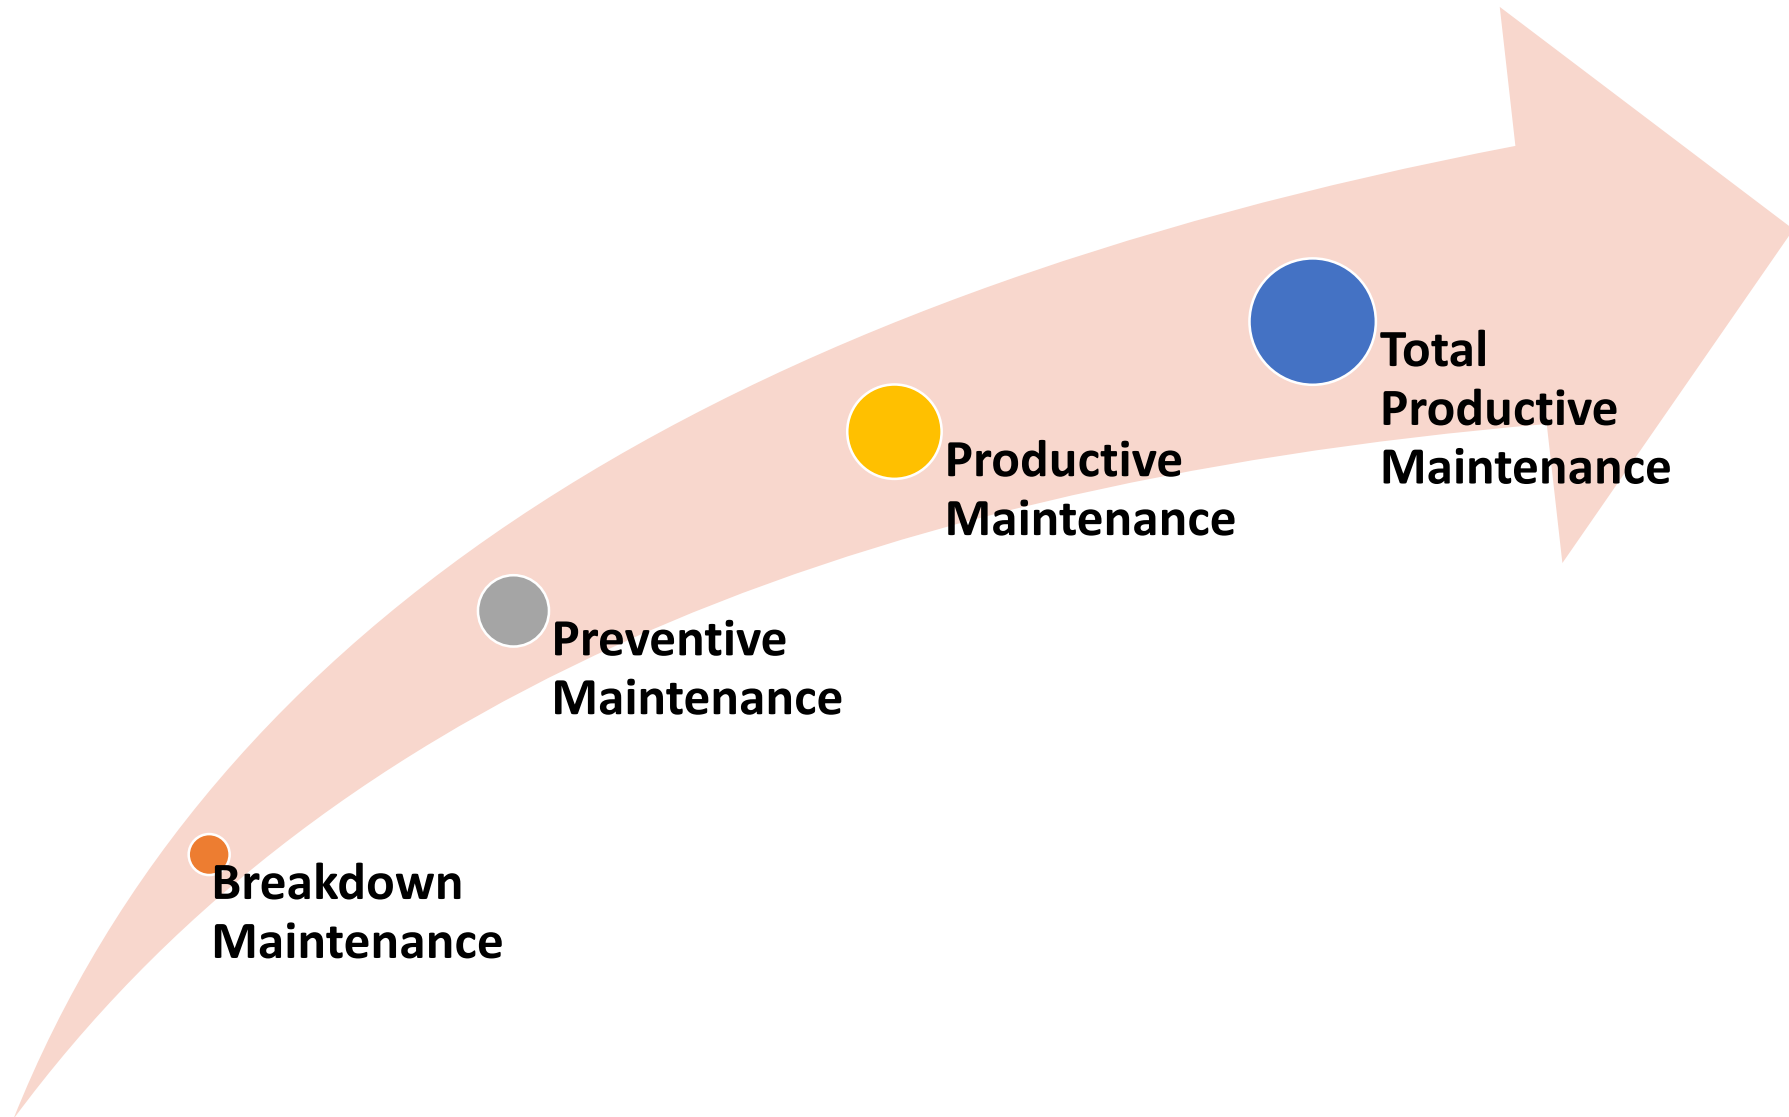 Breakdown
Maintenance
Preventive
Maintenance
Productive
Maintenance
Total
Productive
Maintenance